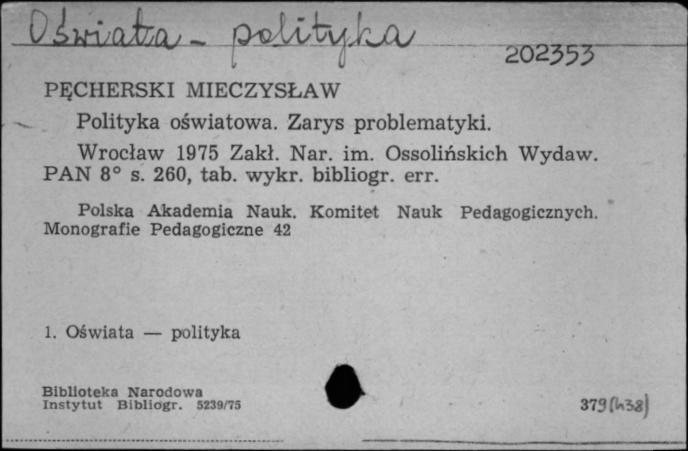 Oświata - polityka
202353
PĘCHERSKI MIECZYSŁAW
Polityka oświatowa. Zarys problematyki.
Wrocław 1975 Zakł. Nar. im. Ossolińskich Wydaw.
PAN 8° s. 260, tab. wykr. bibliogr. err.
Polska Akademia Nauk. Komitet Nauk Pedagogicznych.
Monografie Pedagogiczne 42
1. Oświata — polityka
Biblioteka Narodowa
Instytut Bibliogr. 5239/75
379(438)